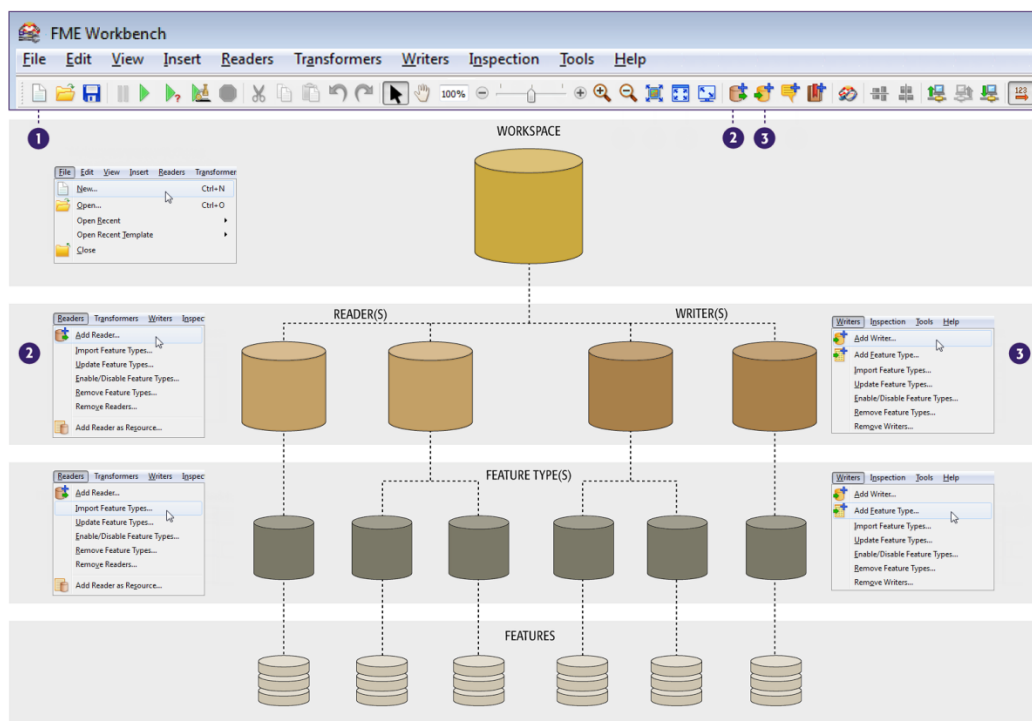 FME Workbench
File Edit View Insert Readers Transformers Writers Inspection Tools Help
100%
123
1
2
3
WORKSPACE
File Edit View Insert Readers Transformer
New... Ctrl+N
Open... Ctrl+O
Open Recent
Open Recent Template
Close
READER(S)
WRITER(S)
2
Readers Transformers Writers Inspec
Add Reader...
Import Feature Types...
Update Feature Types...
Enable/Disable Feature Types...
Remove Feature Types...
Remove Readers...
Add Reader as Resource...
Writers Inspection Tools Help
Add Writer...
Add Feature Type...
Import Feature Types...
Update Feature Types...
Enable/Disable Feature Types...
Remove Feature Types...
Remove Writers...
3
FEATURE TYPE(S)
Readers Transformers Writers Inspec
Add Reader...
Import Feature Types...
Update Feature Types...
Enable/Disable Feature Types...
Remove Feature Types...
Remove Readers...
Add Reader as Resource...
Writers Inspection Tools Help
Add Writer...
Add Feature Type...
Import Feature Types...
Update Feature Types...
Enable/Disable Feature Types...
Remove Feature Types...
Remove Writers...
FEATURES